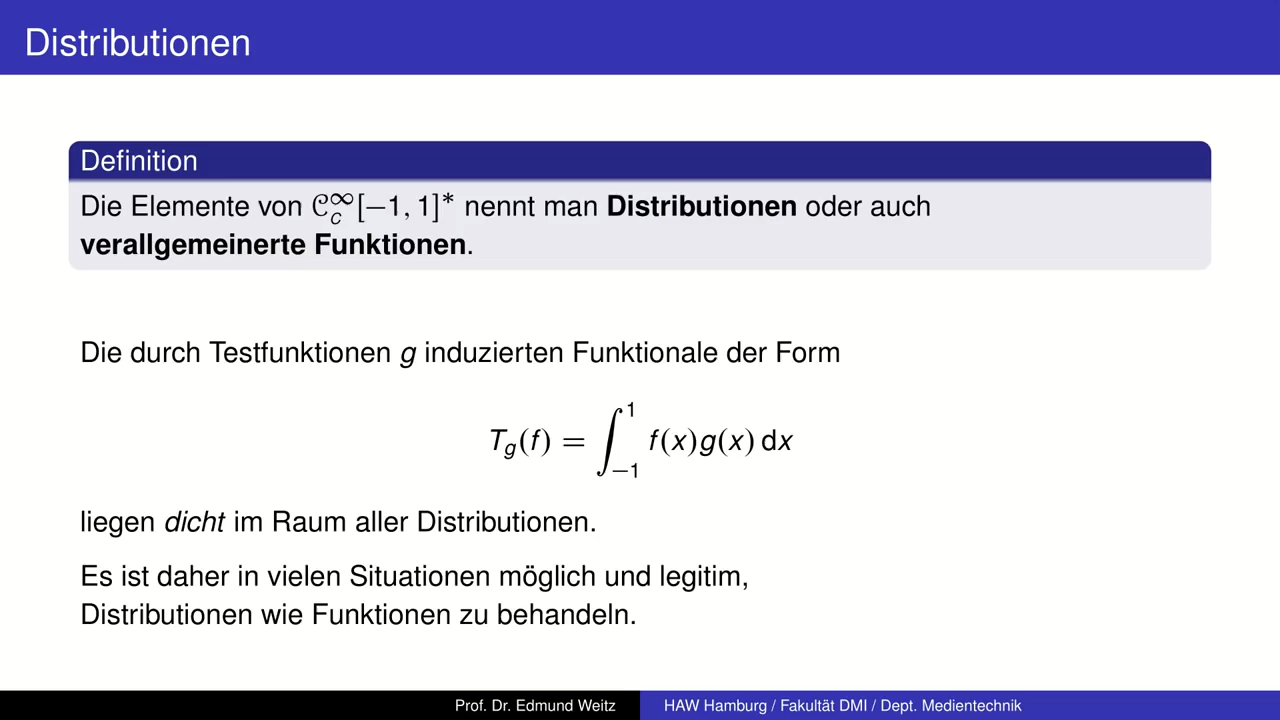 Distributionen
Definition
Die Elemente von 𝒞_c^∞[−1, 1]* nennt man Distributionen oder auch
verallgemeinerte Funktionen.
Die durch Testfunktionen g induzierten Funktionale der Form
T_g(f) = ∫_{−1}^{1} f(x)g(x) dx
liegen dicht im Raum aller Distributionen.
Es ist daher in vielen Situationen möglich und legitim,
Distributionen wie Funktionen zu behandeln.
Prof. Dr. Edmund Weitz
HAW Hamburg / Fakultät DMI / Dept. Medientechnik